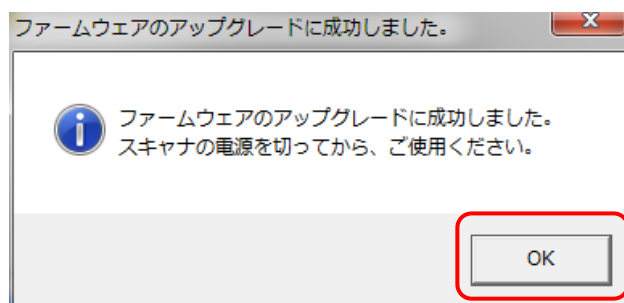 ファームウェアのアップグレードに成功しました。
ファームウェアのアップグレードに成功しました。
スキャナの電源を切ってから、ご使用ください。
OK